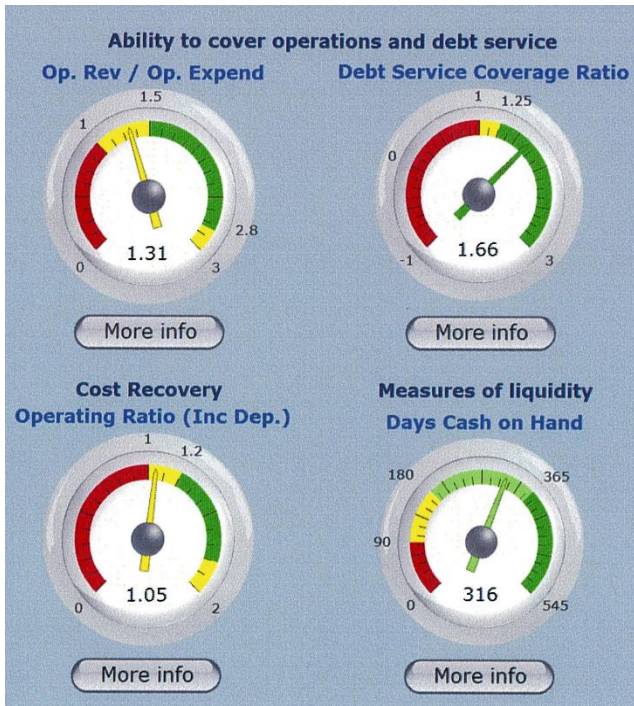 Ability to cover operations and debt service
Op. Rev / Op. Expend
Debt Service Coverage Ratio
1.5
1
2.8
0
3
1.31
More info
1
1.25
0
-1
3
1.66
More info
Cost Recovery
Operating Ratio (Inc Dep.)
1
1.2
0
2
1.05
More info
Measures of liquidity
Days Cash on Hand
180
365
90
0
545
316
More info